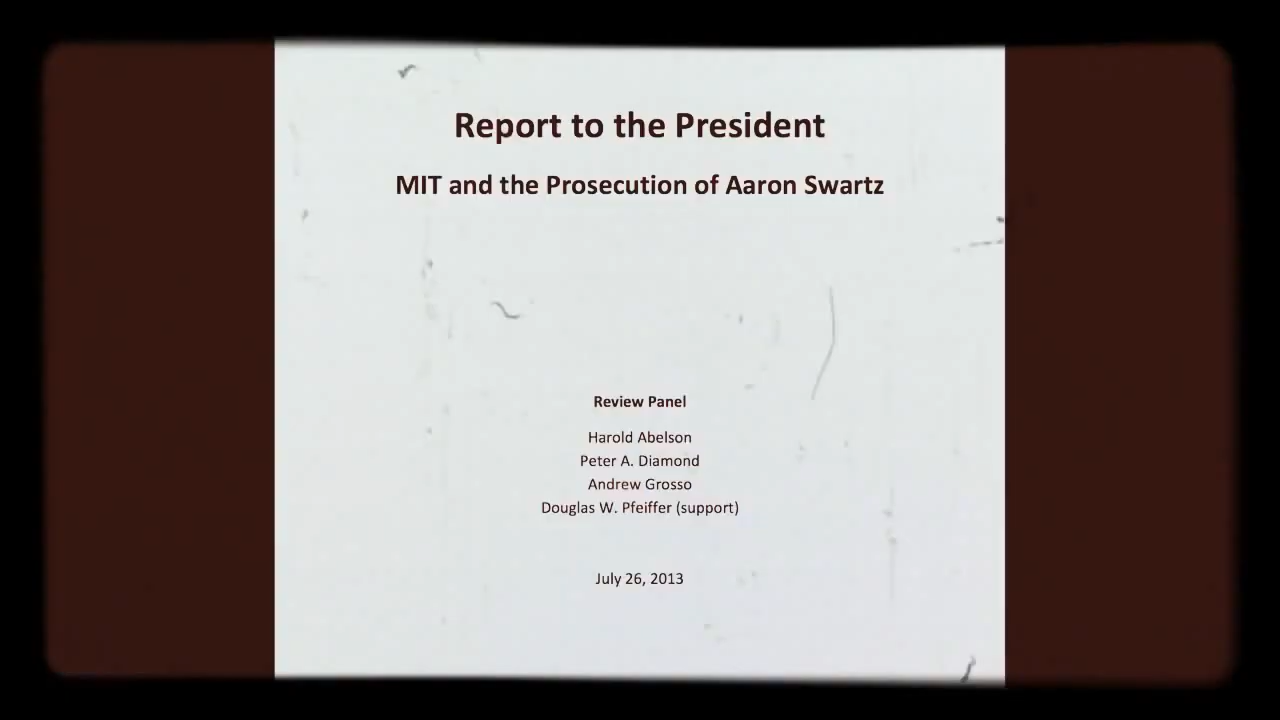 Report to the President
MIT and the Prosecution of Aaron Swartz
Review Panel
Harold Abelson
Peter A. Diamond
Andrew Grosso
Douglas W. Pfeiffer (support)
July 26, 2013